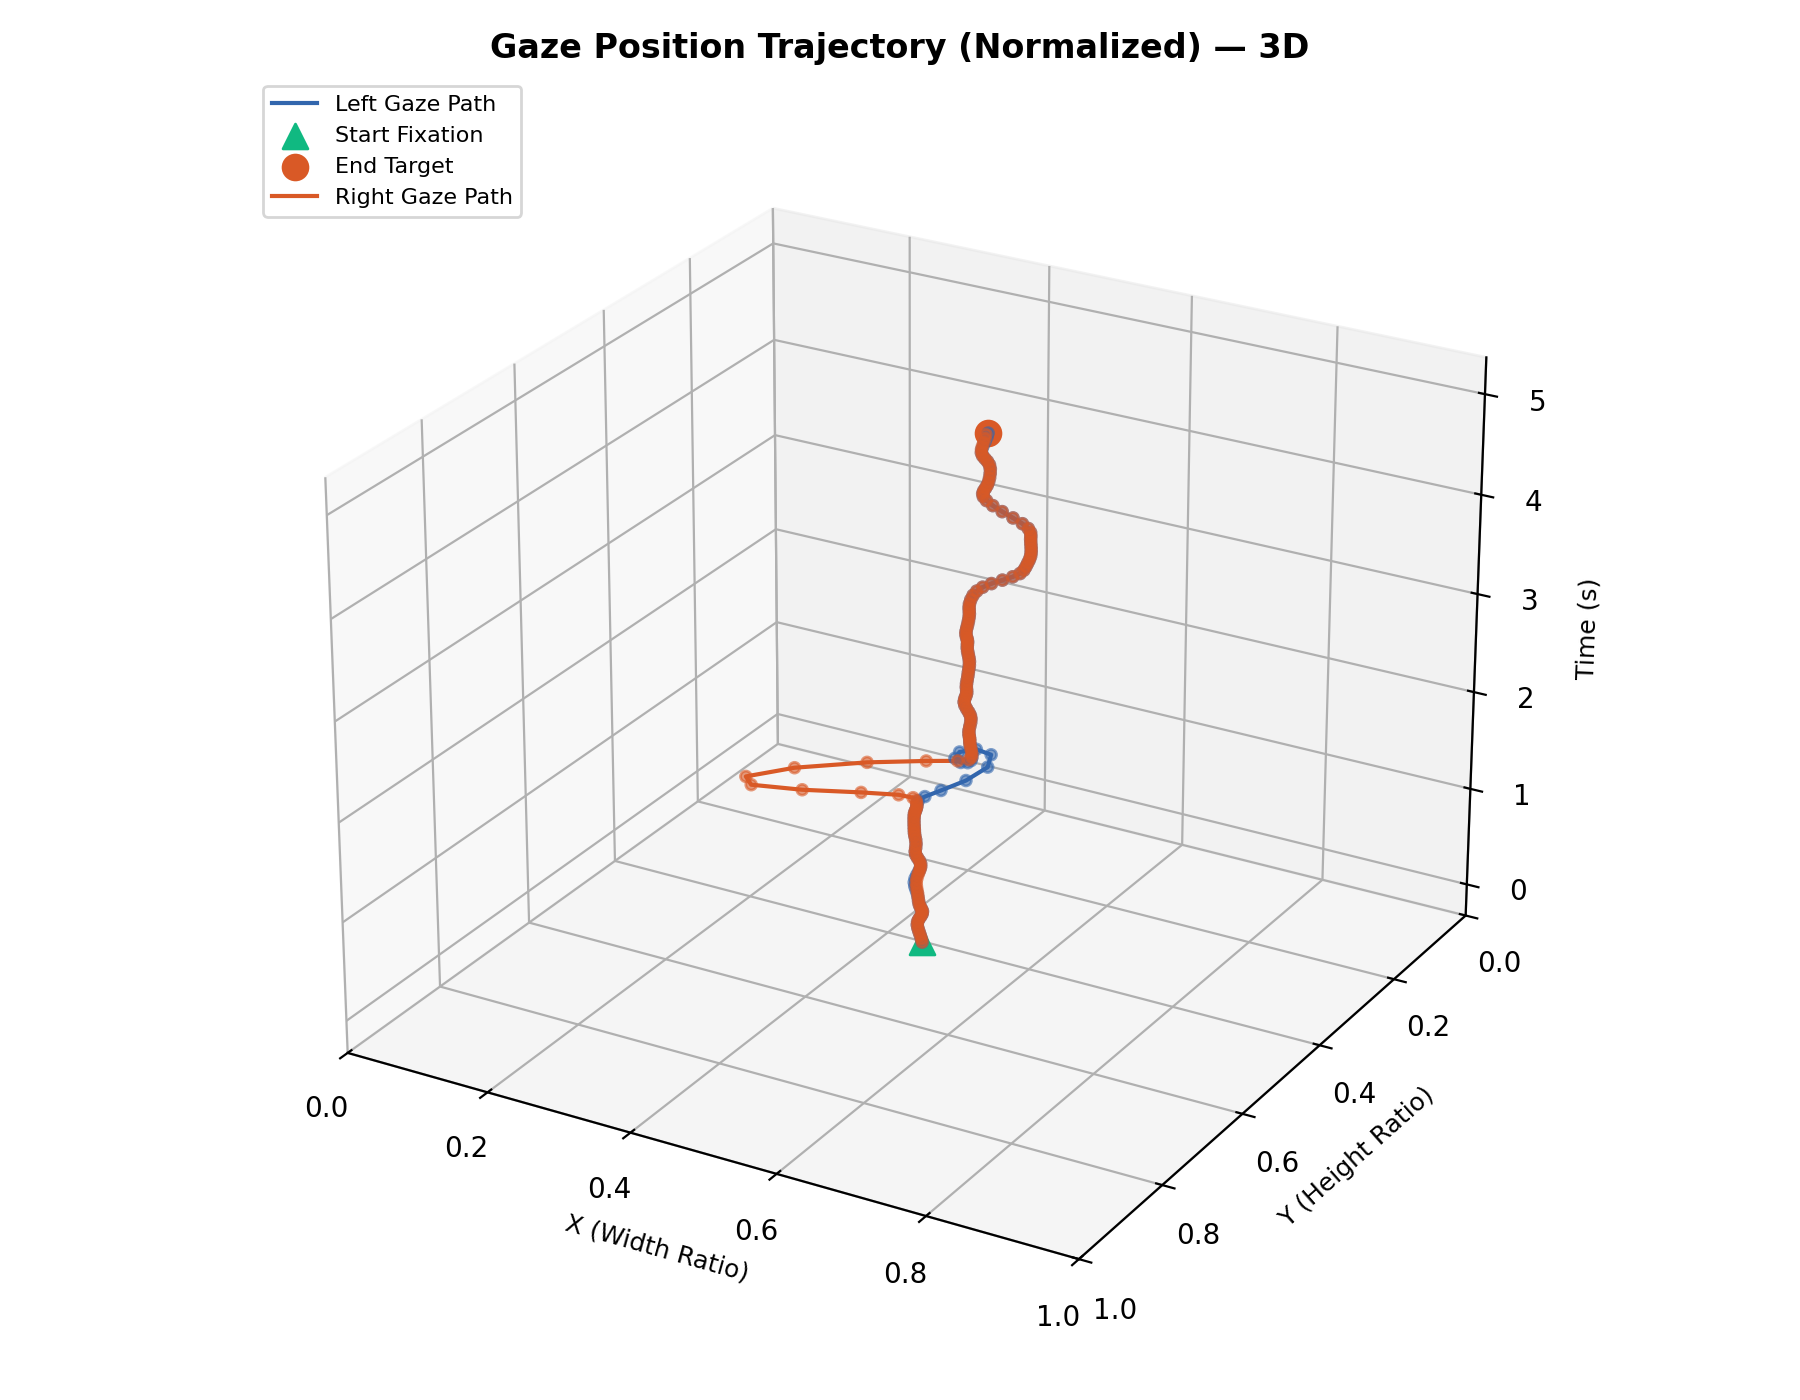 Gaze Position Trajectory (Normalized) — 3D
Left Gaze Path
Start Fixation
End Target
Right Gaze Path
5
4
3
2
1
0
Time (s)
0.0
0.2
0.4
0.6
0.8
1.0
Y (Height Ratio)
0.0
0.2
0.4
0.6
0.8
1.0
X (Width Ratio)